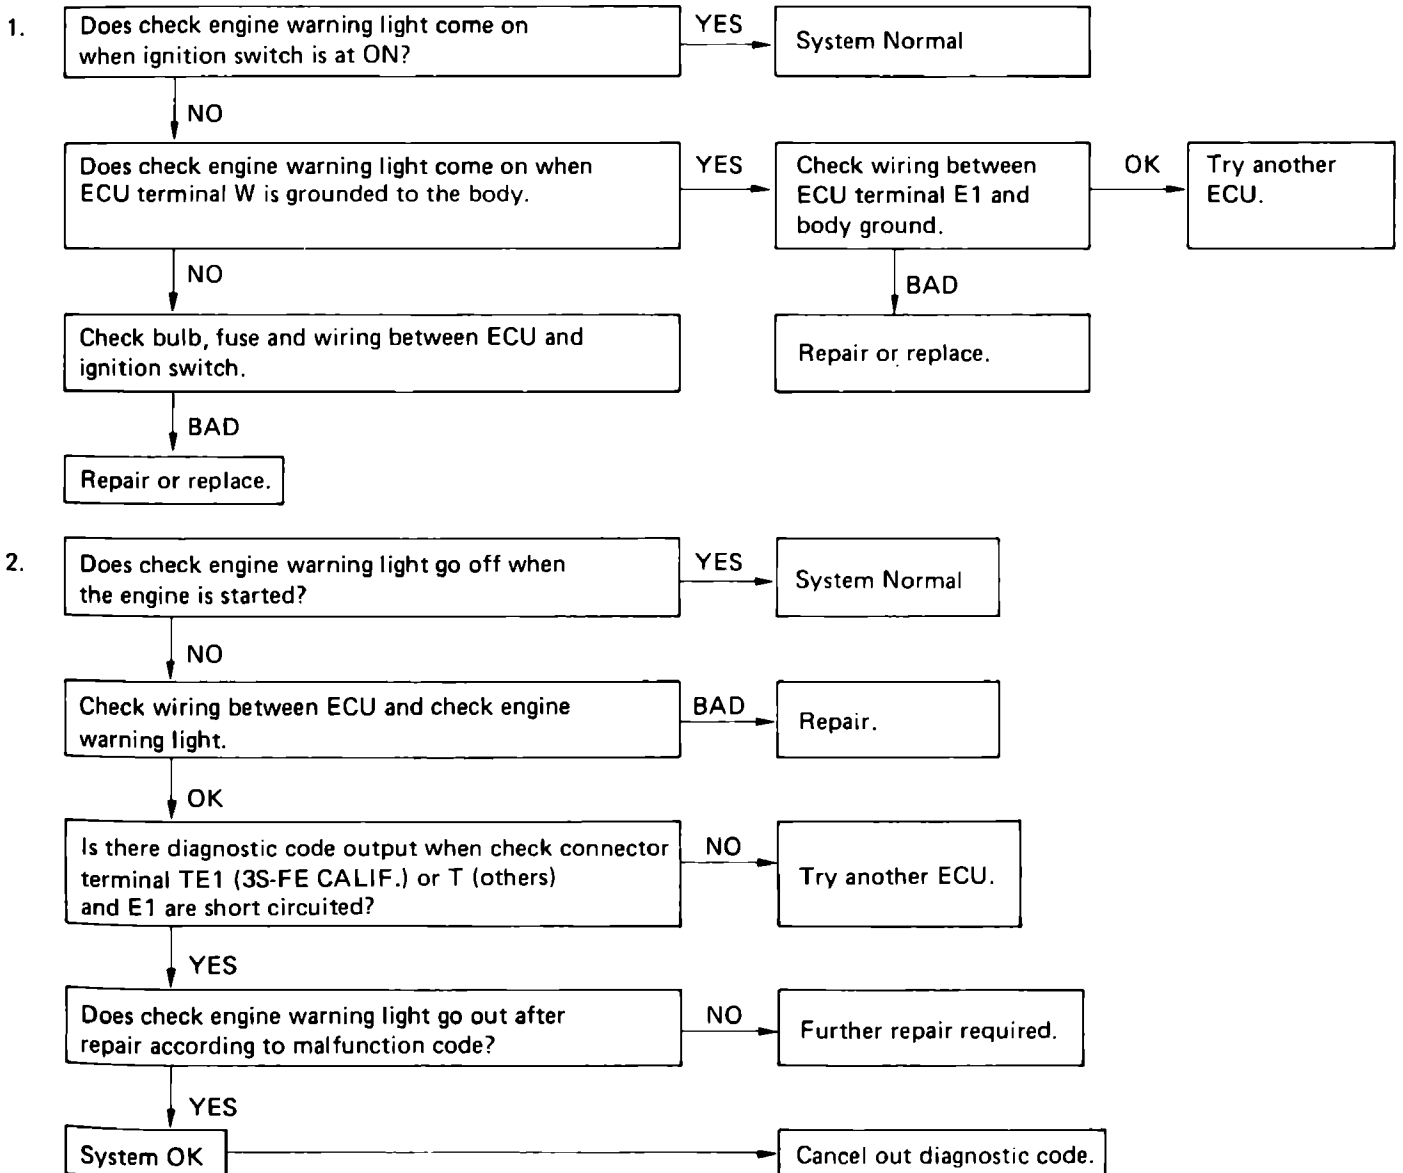 1.
Does check engine warning light come on
when ignition switch is at ON?
YES
System Normal
NO
Does check engine warning light come on when
ECU terminal W is grounded to the body.
YES
Check wiring between
ECU terminal E1 and
body ground.
OK
Try another
ECU.
NO
BAD
Check bulb, fuse and wiring between ECU and
ignition switch.
Repair or replace.
BAD
Repair or replace.
2.
Does check engine warning light go off when
the engine is started?
YES
System Normal
NO
Check wiring between ECU and check engine
warning light.
BAD
Repair.
OK
Is there diagnostic code output when check connector
terminal TE1 (3S-FE CALIF.) or T (others)
and E1 are short circuited?
NO
Try another ECU.
YES
Does check engine warning light go out after
repair according to malfunction code?
NO
Further repair required.
YES
System OK
Cancel out diagnostic code.